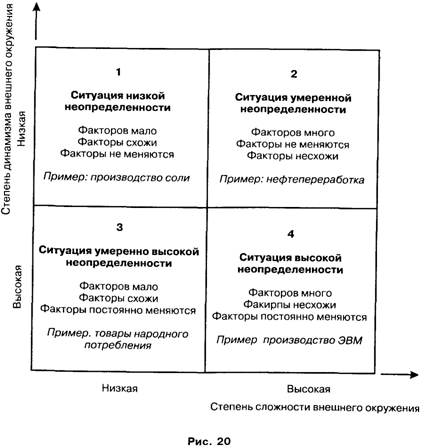 Степень динамизма внешнего окружения
Низкая
Высокая
1
Ситуация низкой
неопределенности
Факторов мало
Факторы схожи
Факторы не меняются
Пример: производство соли
2
Ситуация умеренной
неопределенности
Факторов много
Факторы не меняются
Факторы несхожи
Пример: нефтепереработка
3
Ситуация умеренно высокой
неопределенности
Факторов мало
Факторы схожи
Факторы постоянно меняются
Пример. товары народного
потребления
4
Ситуация высокой
неопределенности
Факторов много
Факирпы несхожи
Факторы постоянно меняются
Пример производство ЭВМ
Низкая
Высокая
Степень сложности внешнего окружения
Рис. 20